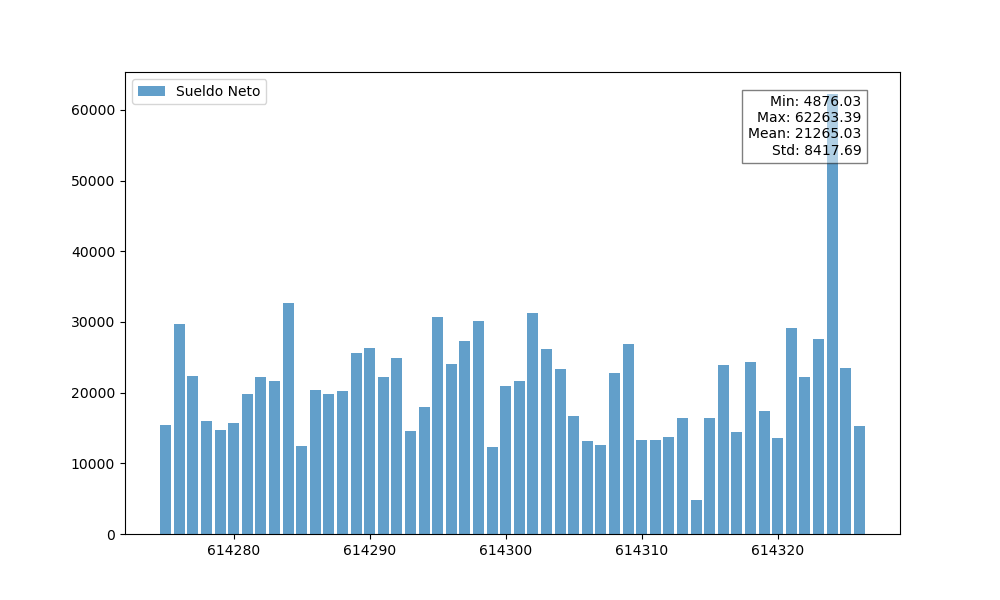 Sueldo Neto
Min: 4876.03
Max: 62263.39
Mean: 21265.03
Std: 8417.69
60000
50000
40000
30000
20000
10000
0
614280 614290 614300 614310 614320